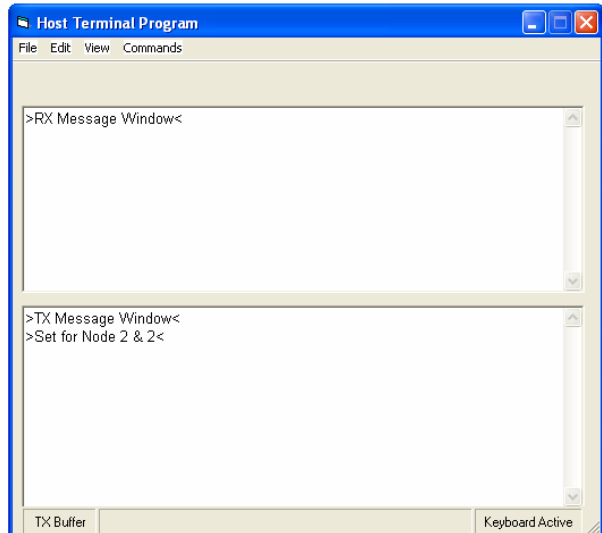 Host Terminal Program
File Edit View Commands
>RX Message Window<
>TX Message Window<
>Set for Node 2 & 2<
TX Buffer Keyboard Active